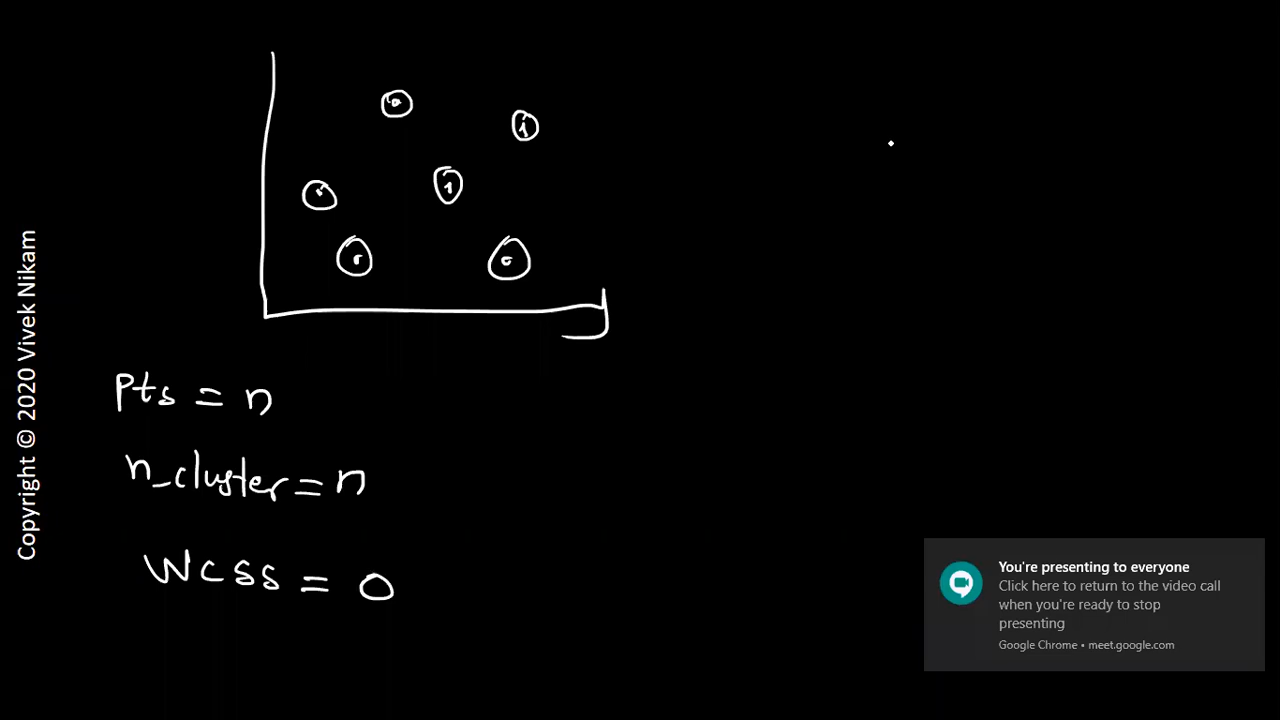 Pts = n
n_cluster = n
WCSS = 0
Copyright © 2020 Vivek Nikam
You're presenting to everyone
Click here to return to the video call
when you're ready to stop
presenting
Google Chrome • meet.google.com